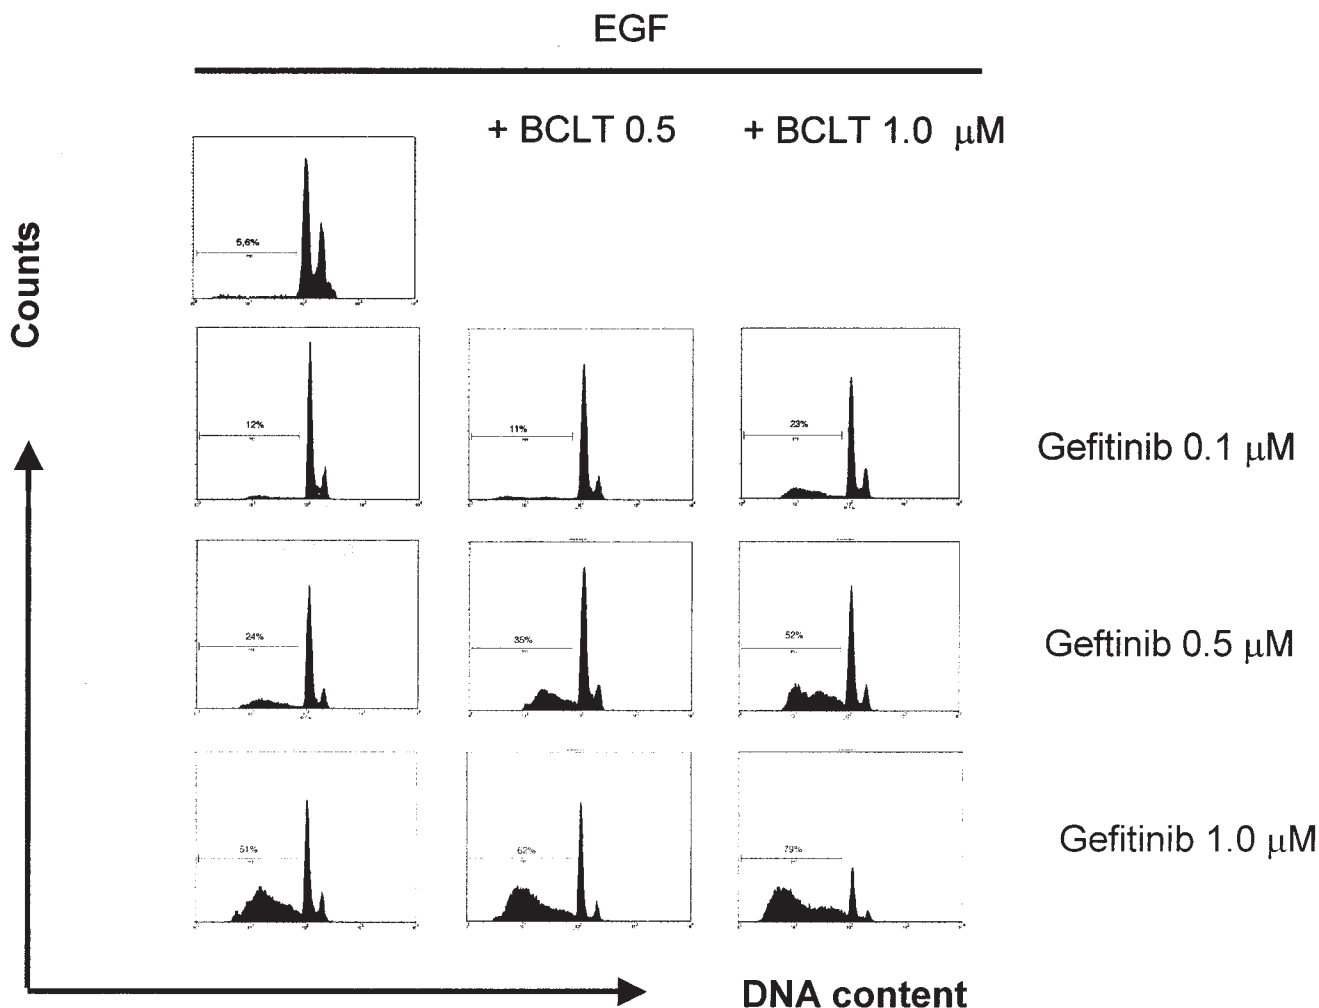 EGF
+ BCLT 0.5
+ BCLT 1.0 μM
Counts
5,6%
12%
11%
23%
Gefitinib 0.1 μM
24%
35%
52%
Geftinib 0.5 μM
51%
62%
79%
Gefitinib 1.0 μM
DNA content